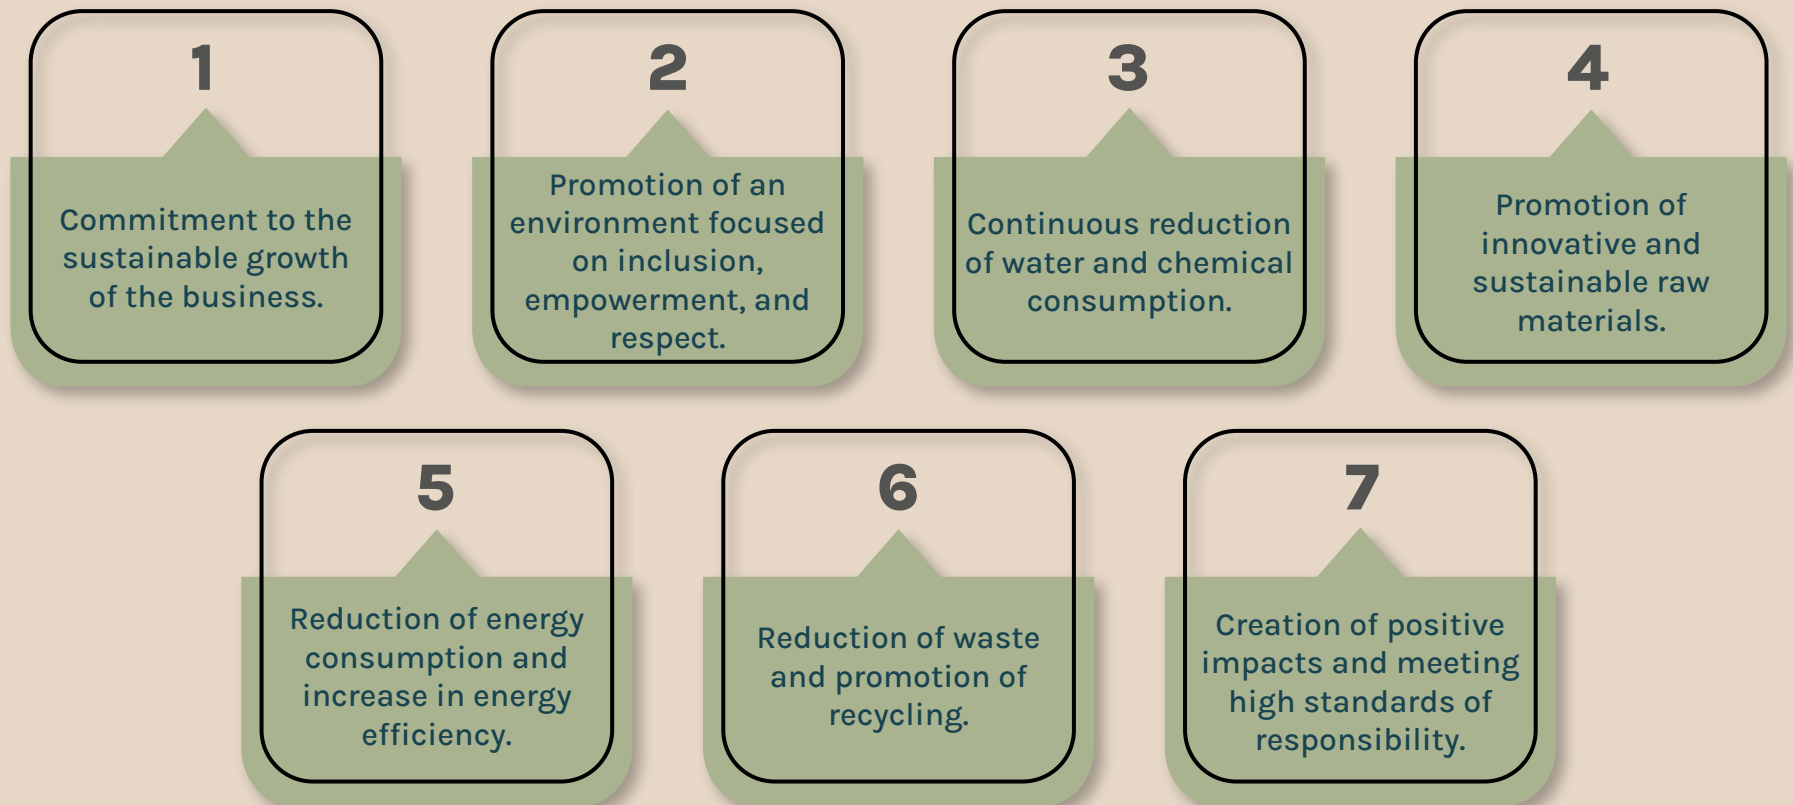 1
Commitment to the
sustainable growth
of the business.
2
Promotion of an
environment focused
on inclusion,
empowerment, and
respect.
3
Continuous reduction
of water and chemical
consumption.
4
Promotion of
innovative and
sustainable raw
materials.
5
Reduction of energy
consumption and
increase in energy
efficiency.
6
Reduction of waste
and promotion of
recycling.
7
Creation of positive
impacts and meeting
high standards of
responsibility.